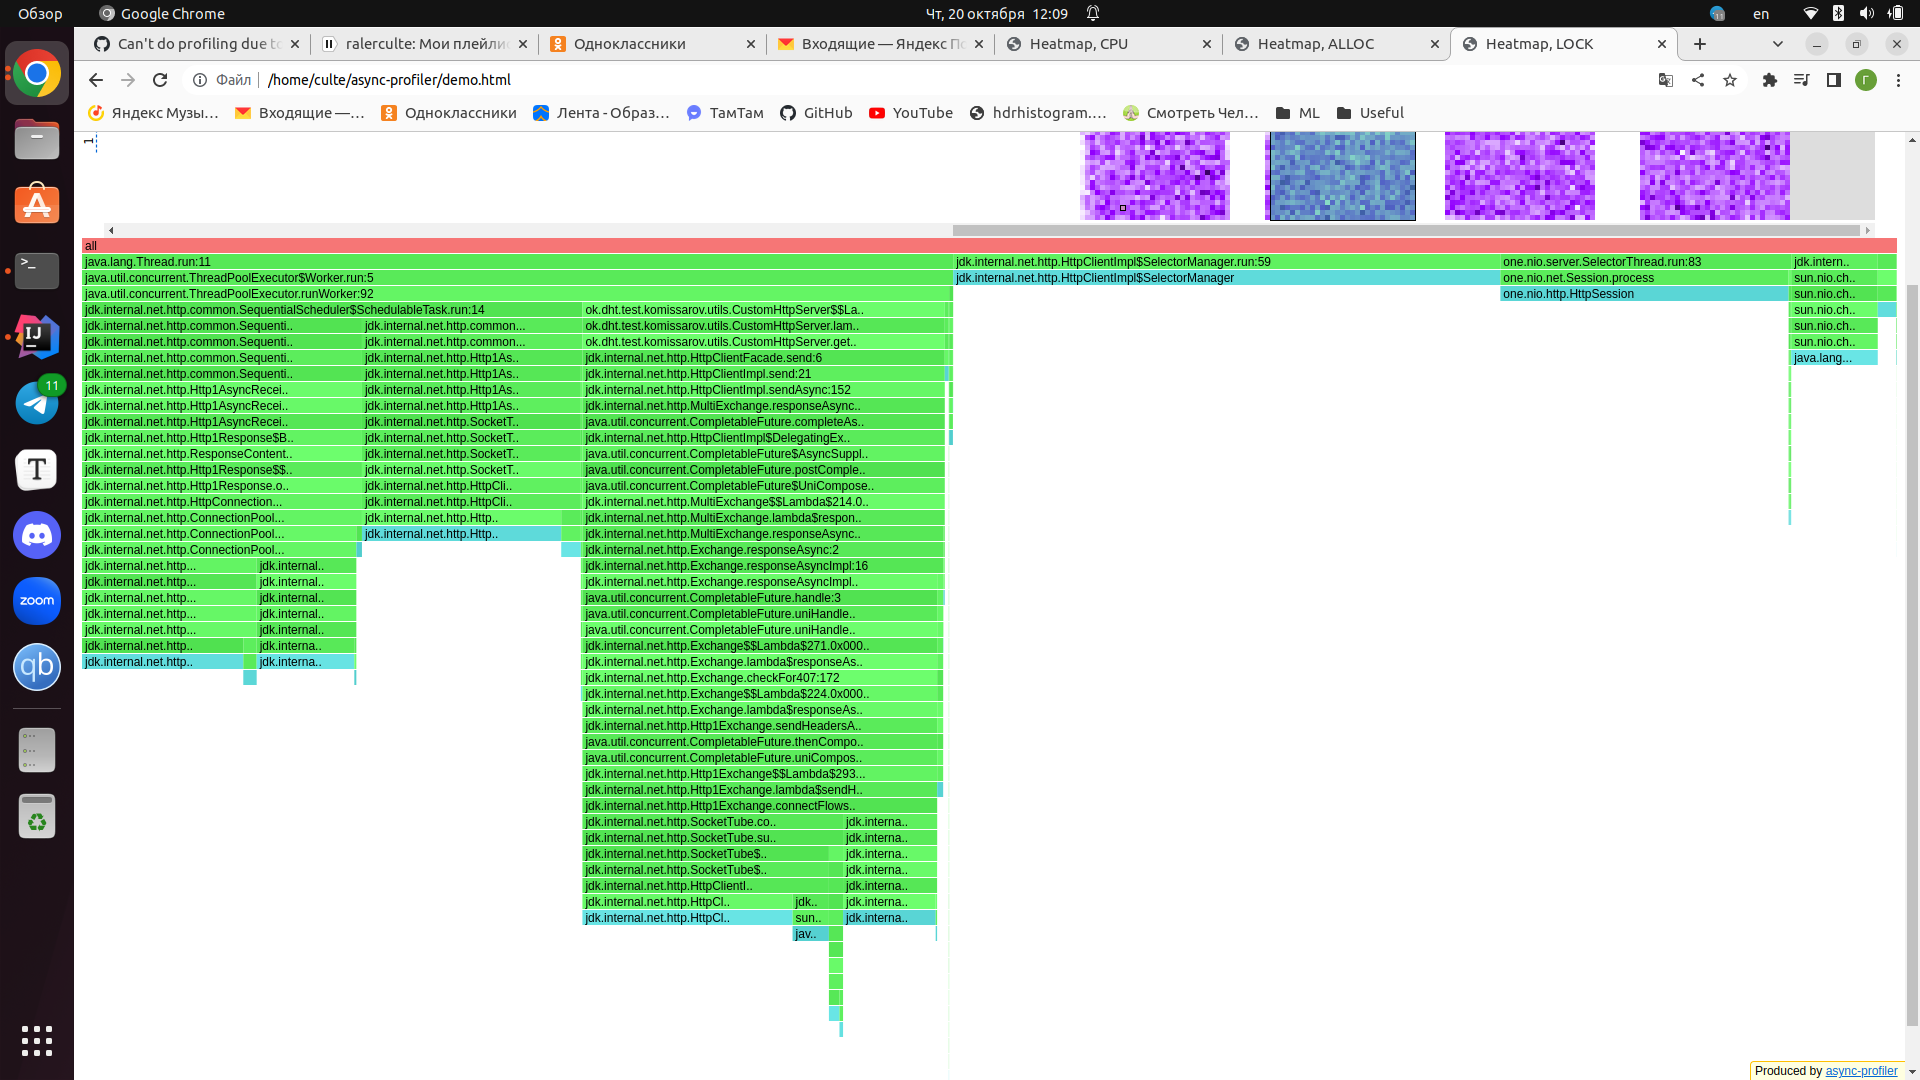 Обзор
Google Chrome
Чт, 20 октября 12:09
en
Can't do profiling due to
ralerculte: Мои плейлис
Одноклассники
Входящие — Яндекс По
Heatmap, CPU
Heatmap, ALLOC
Heatmap, LOCK
Файл
/home/culte/async-profiler/demo.html
Г
Яндекс Музы…
Входящие —…
Одноклассники
Лента - Образ…
ТамТам
GitHub
YouTube
hdrhistogram.…
Смотреть Чел…
ML
Useful
11
zoom
qb
1
all
java.lang.Thread.run:11
jdk.internal.net.http.HttpClientImpl$SelectorManager.run:59
one.nio.server.SelectorThread.run:83
jdk.intern..
java.util.concurrent.ThreadPoolExecutor$Worker.run:5
jdk.internal.net.http.HttpClientImpl$SelectorManager
one.nio.net.Session.process
sun.nio.ch..
java.util.concurrent.ThreadPoolExecutor.runWorker:92
one.nio.http.HttpSession
sun.nio.ch..
jdk.internal.net.http.common.SequentialScheduler$SchedulableTask.run:14
ok.dht.test.komissarov.utils.CustomHttpServer$$La..
sun.nio.ch..
jdk.internal.net.http.common.Sequenti..
jdk.internal.net.http.common...
ok.dht.test.komissarov.utils.CustomHttpServer.lam..
sun.nio.ch..
jdk.internal.net.http.common.Sequenti..
jdk.internal.net.http.common...
ok.dht.test.komissarov.utils.CustomHttpServer.get..
sun.nio.ch..
jdk.internal.net.http.common.Sequenti..
jdk.internal.net.http.Http1As..
jdk.internal.net.http.HttpClientFacade.send:6
java.lang...
jdk.internal.net.http.common.Sequenti..
jdk.internal.net.http.Http1As..
jdk.internal.net.http.HttpClientImpl.send:21
jdk.internal.net.http.Http1AsyncRecei..
jdk.internal.net.http.Http1As..
jdk.internal.net.http.HttpClientImpl.sendAsync:152
jdk.internal.net.http.Http1AsyncRecei..
jdk.internal.net.http.Http1As..
jdk.internal.net.http.MultiExchange.responseAsync..
jdk.internal.net.http.Http1AsyncRecei..
jdk.internal.net.http.SocketT..
java.util.concurrent.CompletableFuture.completeAs..
jdk.internal.net.http.Http1Response$B..
jdk.internal.net.http.SocketT..
jdk.internal.net.http.HttpClientImpl$DelegatingEx..
jdk.internal.net.http.ResponseContent..
jdk.internal.net.http.SocketT..
java.util.concurrent.CompletableFuture$AsyncSuppl..
jdk.internal.net.http.Http1Response$$..
jdk.internal.net.http.SocketT..
java.util.concurrent.CompletableFuture.postComple..
jdk.internal.net.http.Http1Response.o..
jdk.internal.net.http.HttpCli..
java.util.concurrent.CompletableFuture$UniCompose..
jdk.internal.net.http.HttpConnection...
jdk.internal.net.http.HttpCli..
jdk.internal.net.http.MultiExchange$$Lambda$214.0..
jdk.internal.net.http.ConnectionPool...
jdk.internal.net.http.Http..
jdk.internal.net.http.MultiExchange.lambda$respon..
jdk.internal.net.http.ConnectionPool...
jdk.internal.net.http.Http..
jdk.internal.net.http.MultiExchange.responseAsync..
jdk.internal.net.http.ConnectionPool...
jdk.internal.net.http.Exchange.responseAsync:2
jdk.internal.net.http...
jdk.internal..
jdk.internal.net.http.Exchange.responseAsyncImpl:16
jdk.internal.net.http...
jdk.internal..
jdk.internal.net.http.Exchange.responseAsyncImpl..
jdk.internal.net.http...
jdk.internal..
java.util.concurrent.CompletableFuture.handle:3
jdk.internal.net.http...
jdk.internal..
java.util.concurrent.CompletableFuture.uniHandle..
jdk.internal.net.http...
jdk.internal..
java.util.concurrent.CompletableFuture.uniHandle..
jdk.internal.net.http..
jdk.interna..
jdk.internal.net.http.Exchange$$Lambda$271.0x000..
jdk.internal.net.http..
jdk.interna..
jdk.internal.net.http.Exchange.lambda$responseAs..
jdk.internal.net.http.Exchange.checkFor407:172
jdk.internal.net.http.Exchange$$Lambda$224.0x000..
jdk.internal.net.http.Exchange.lambda$responseAs..
jdk.internal.net.http.Http1Exchange.sendHeadersA..
java.util.concurrent.CompletableFuture.thenCompo..
java.util.concurrent.CompletableFuture.uniCompos..
jdk.internal.net.http.Http1Exchange$$Lambda$293...
jdk.internal.net.http.Http1Exchange.lambda$sendH..
jdk.internal.net.http.Http1Exchange.connectFlows..
jdk.internal.net.http.SocketTube.co..
jdk.interna..
jdk.internal.net.http.SocketTube.su..
jdk.interna..
jdk.internal.net.http.SocketTube$..
jdk.interna..
jdk.internal.net.http.SocketTube$..
jdk.interna..
jdk.internal.net.http.HttpClientI..
jdk.interna..
jdk.internal.net.http.HttpCl..
jdk..
jdk.interna..
jdk.internal.net.http.HttpCl..
sun..
jdk.interna..
jav..
Produced by async-profiler